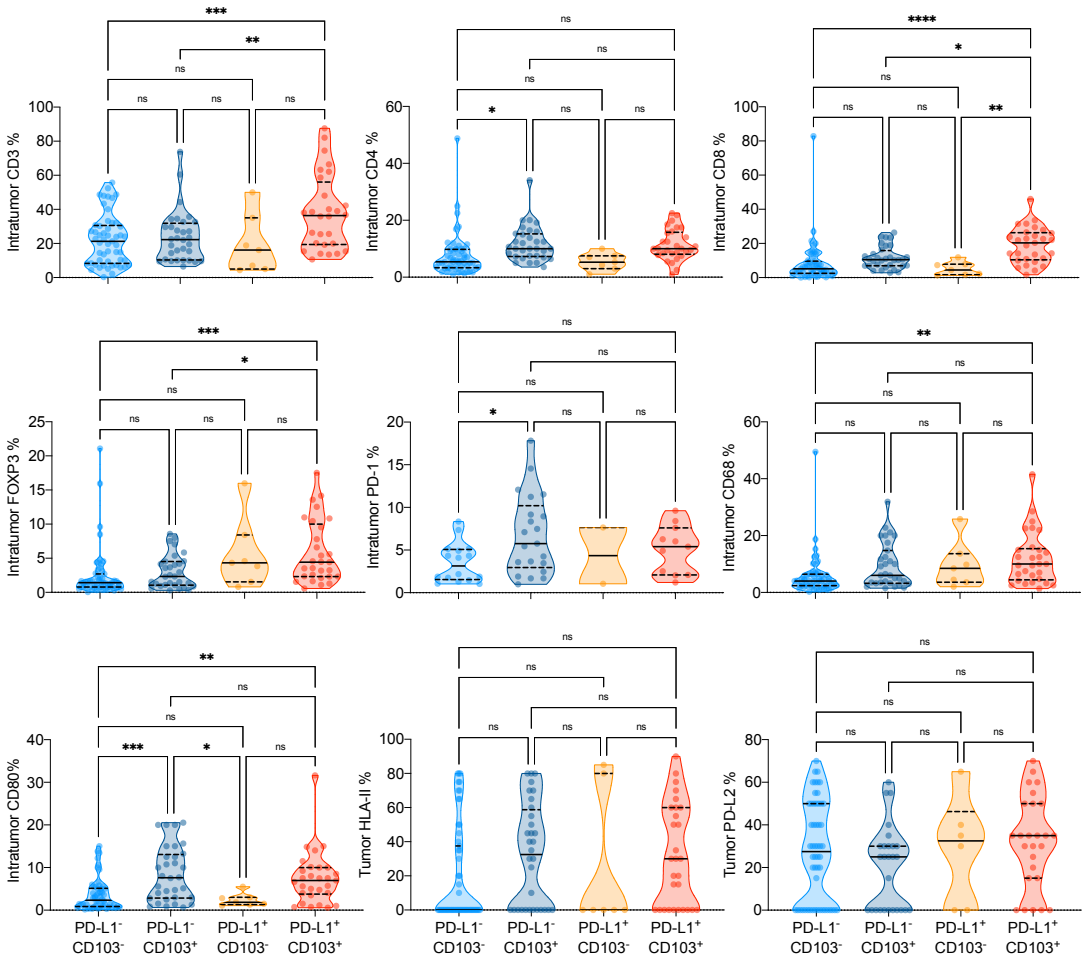 ***
**
ns
ns
ns
ns
100
80
60
40
20
0
Intratumor CD3 %
ns
ns
ns
*
ns
ns
60
40
20
0
Intratumor CD4 %
****
*
ns
ns
ns
**
100
80
60
40
20
0
Intratumor CD8 %
***
*
ns
ns
ns
ns
25
20
15
10
5
0
Intratumor FOXP3 %
ns
ns
ns
*
ns
ns
20
15
10
5
0
Intratumor PD-1 %
**
ns
ns
ns
ns
ns
60
40
20
0
Intratumor CD68 %
**
ns
ns
***
*
ns
40
30
20
10
0
Intratumor CD80%
PD-L1⁻ PD-L1⁻ PD-L1⁺ PD-L1⁺
CD103⁻ CD103⁺ CD103⁻ CD103⁺
ns
ns
ns
ns
ns
ns
100
80
60
40
20
0
Tumor HLA-II%
PD-L1⁻ PD-L1⁻ PD-L1⁺ PD-L1⁺
CD103⁻ CD103⁺ CD103⁻ CD103⁺
ns
ns
ns
ns
ns
ns
80
60
40
20
0
Tumor PD-L2 %
PD-L1⁻ PD-L1⁻ PD-L1⁺ PD-L1⁺
CD103⁻ CD103⁺ CD103⁻ CD103⁺